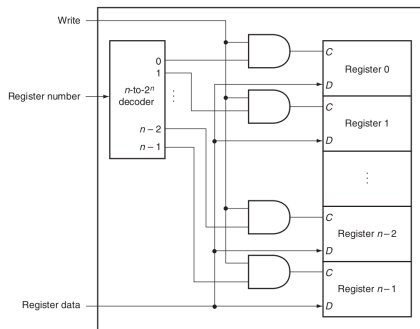 Write
0
1
n-to-2ⁿ
decoder
⋮
Register number
n – 2
n – 1
C
Register 0
D
C
Register 1
D
⋮
C
Register n – 2
D
C
Register n – 1
Register data
D